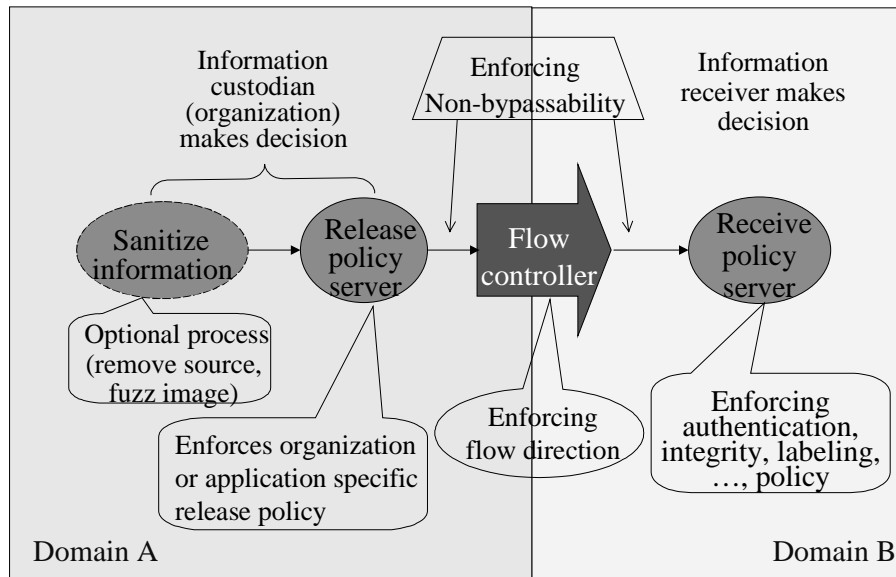 Information
custodian
(organization)
makes decision
Enforcing
Non-bypassability
Information
receiver makes
decision
Sanitize
information
Release
policy
server
Flow
controller
Receive
policy
server
Optional process
(remove source,
fuzz image)
Enforces organization
or application specific
release policy
Enforcing
flow direction
Enforcing
authentication,
integrity, labeling,
…, policy
Domain A
Domain B